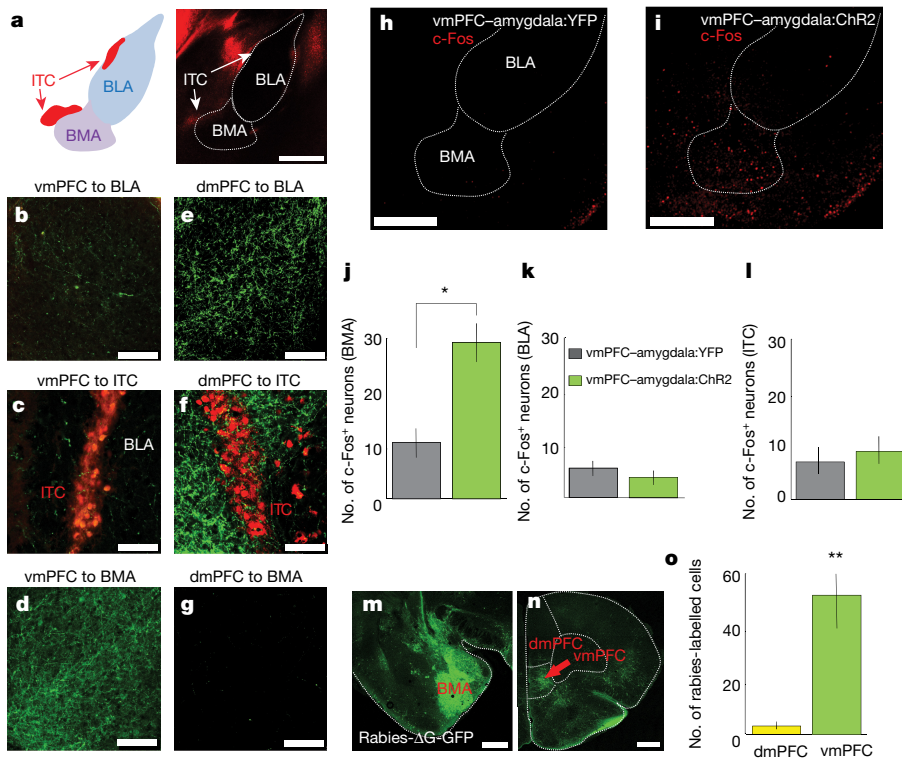 a
ITC
BLA
BMA
ITC
BLA
BMA
vmPFC to BLA
b
dmPFC to BLA
e
vmPFC to ITC
c
BLA
ITC
dmPFC to ITC
f
ITC
vmPFC to BMA
d
dmPFC to BMA
g
h
vmPFC–amygdala:YFP
c-Fos
BLA
BMA
i
vmPFC–amygdala:ChR2
c-Fos
j
No. of c-Fos⁺ neurons (BMA)
30
20
10
0
*
k
No. of c-Fos⁺ neurons (BLA)
30
20
10
0
vmPFC–amygdala:YFP
vmPFC–amygdala:ChR2
l
No. of c-Fos⁺ neurons (ITC)
30
20
10
0
m
BMA
Rabies-ΔG-GFP
n
dmPFC
vmPFC
o
No. of rabies-labelled cells
60
40
20
0
**
dmPFC
vmPFC